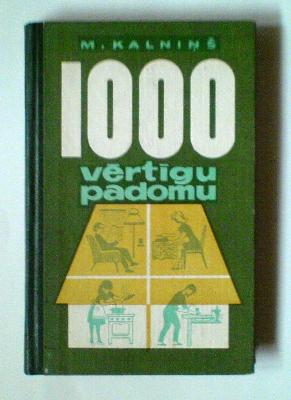 M. KALNIŅŠ
1000
vērtīgu
padomu